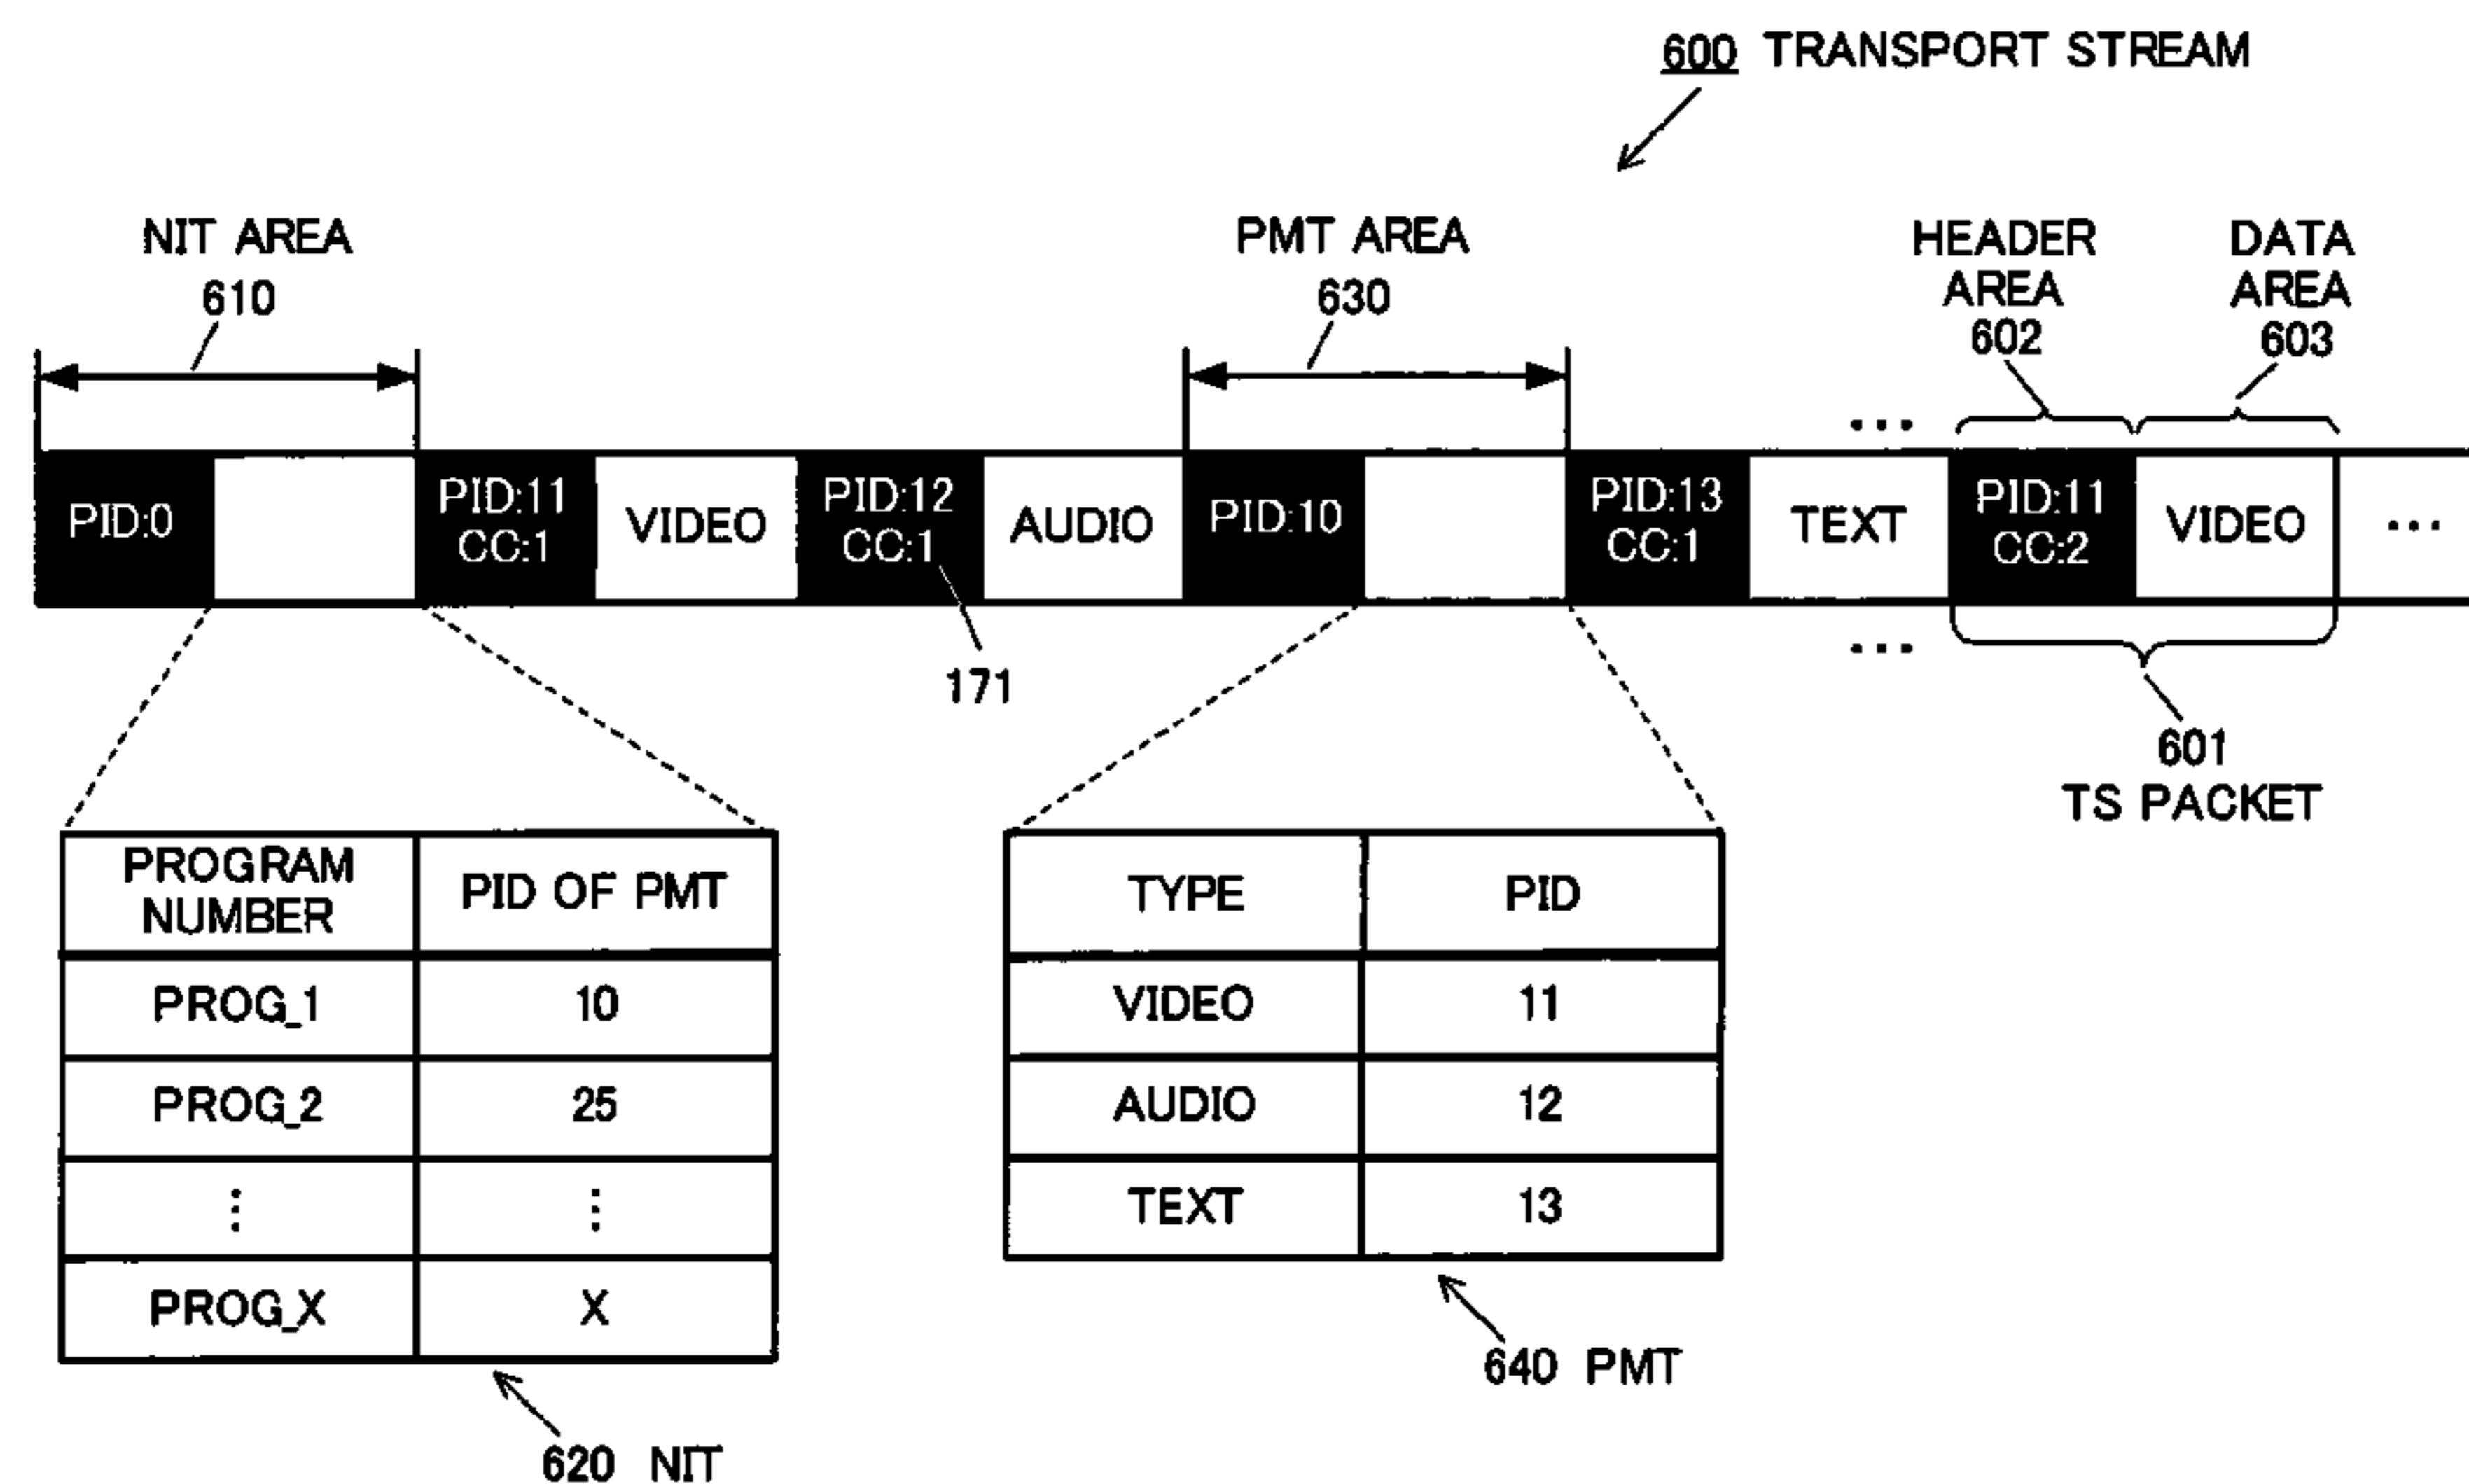 600 TRANSPORT STREAM
NIT AREA
610
PMT AREA
630
HEADER
AREA
602
DATA
AREA
603
...
PID:0
PID:11
CC:1
VIDEO
PID:12
CC:1
AUDIO
PID:10
PID:13
CC:1
TEXT
PID:11
CC:2
VIDEO
...
171
...
601
TS PACKET
PROGRAM
NUMBER
PID OF PMT
PROG_1
10
PROG_2
25
⋮
⋮
PROG_X
X
620 NIT
TYPE
PID
VIDEO
11
AUDIO
12
TEXT
13
640 PMT